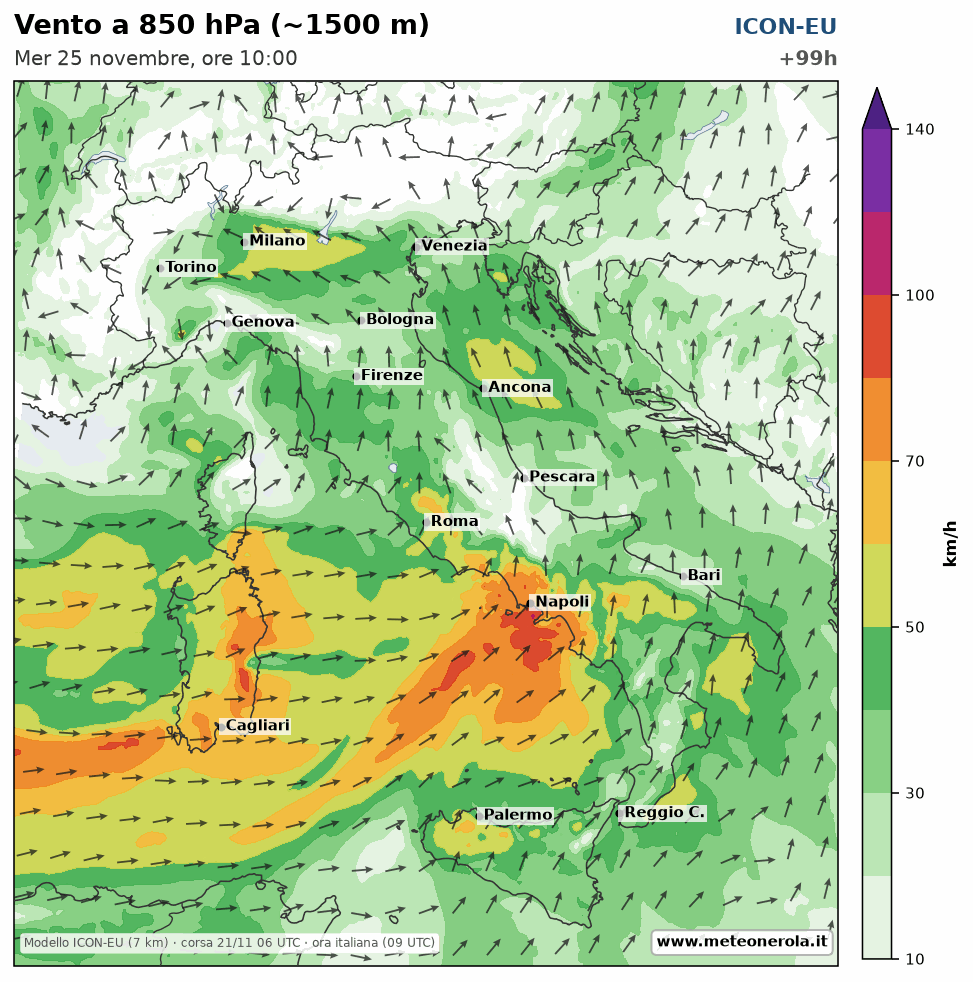 Vento a 850 hPa (~1500 m)
ICON-EU
Mer 25 novembre, ore 10:00
+99h
140
Milano
Venezia
Torino
100
Genova
Bologna
Firenze
Ancona
70
Pescara
Roma
km/h
Bari
Napoli
50
Cagliari
Palermo
Reggio C.
30
Modello ICON-EU (7 km) · corsa 21/11 06 UTC · ora italiana (09 UTC)
www.meteonerola.it
10